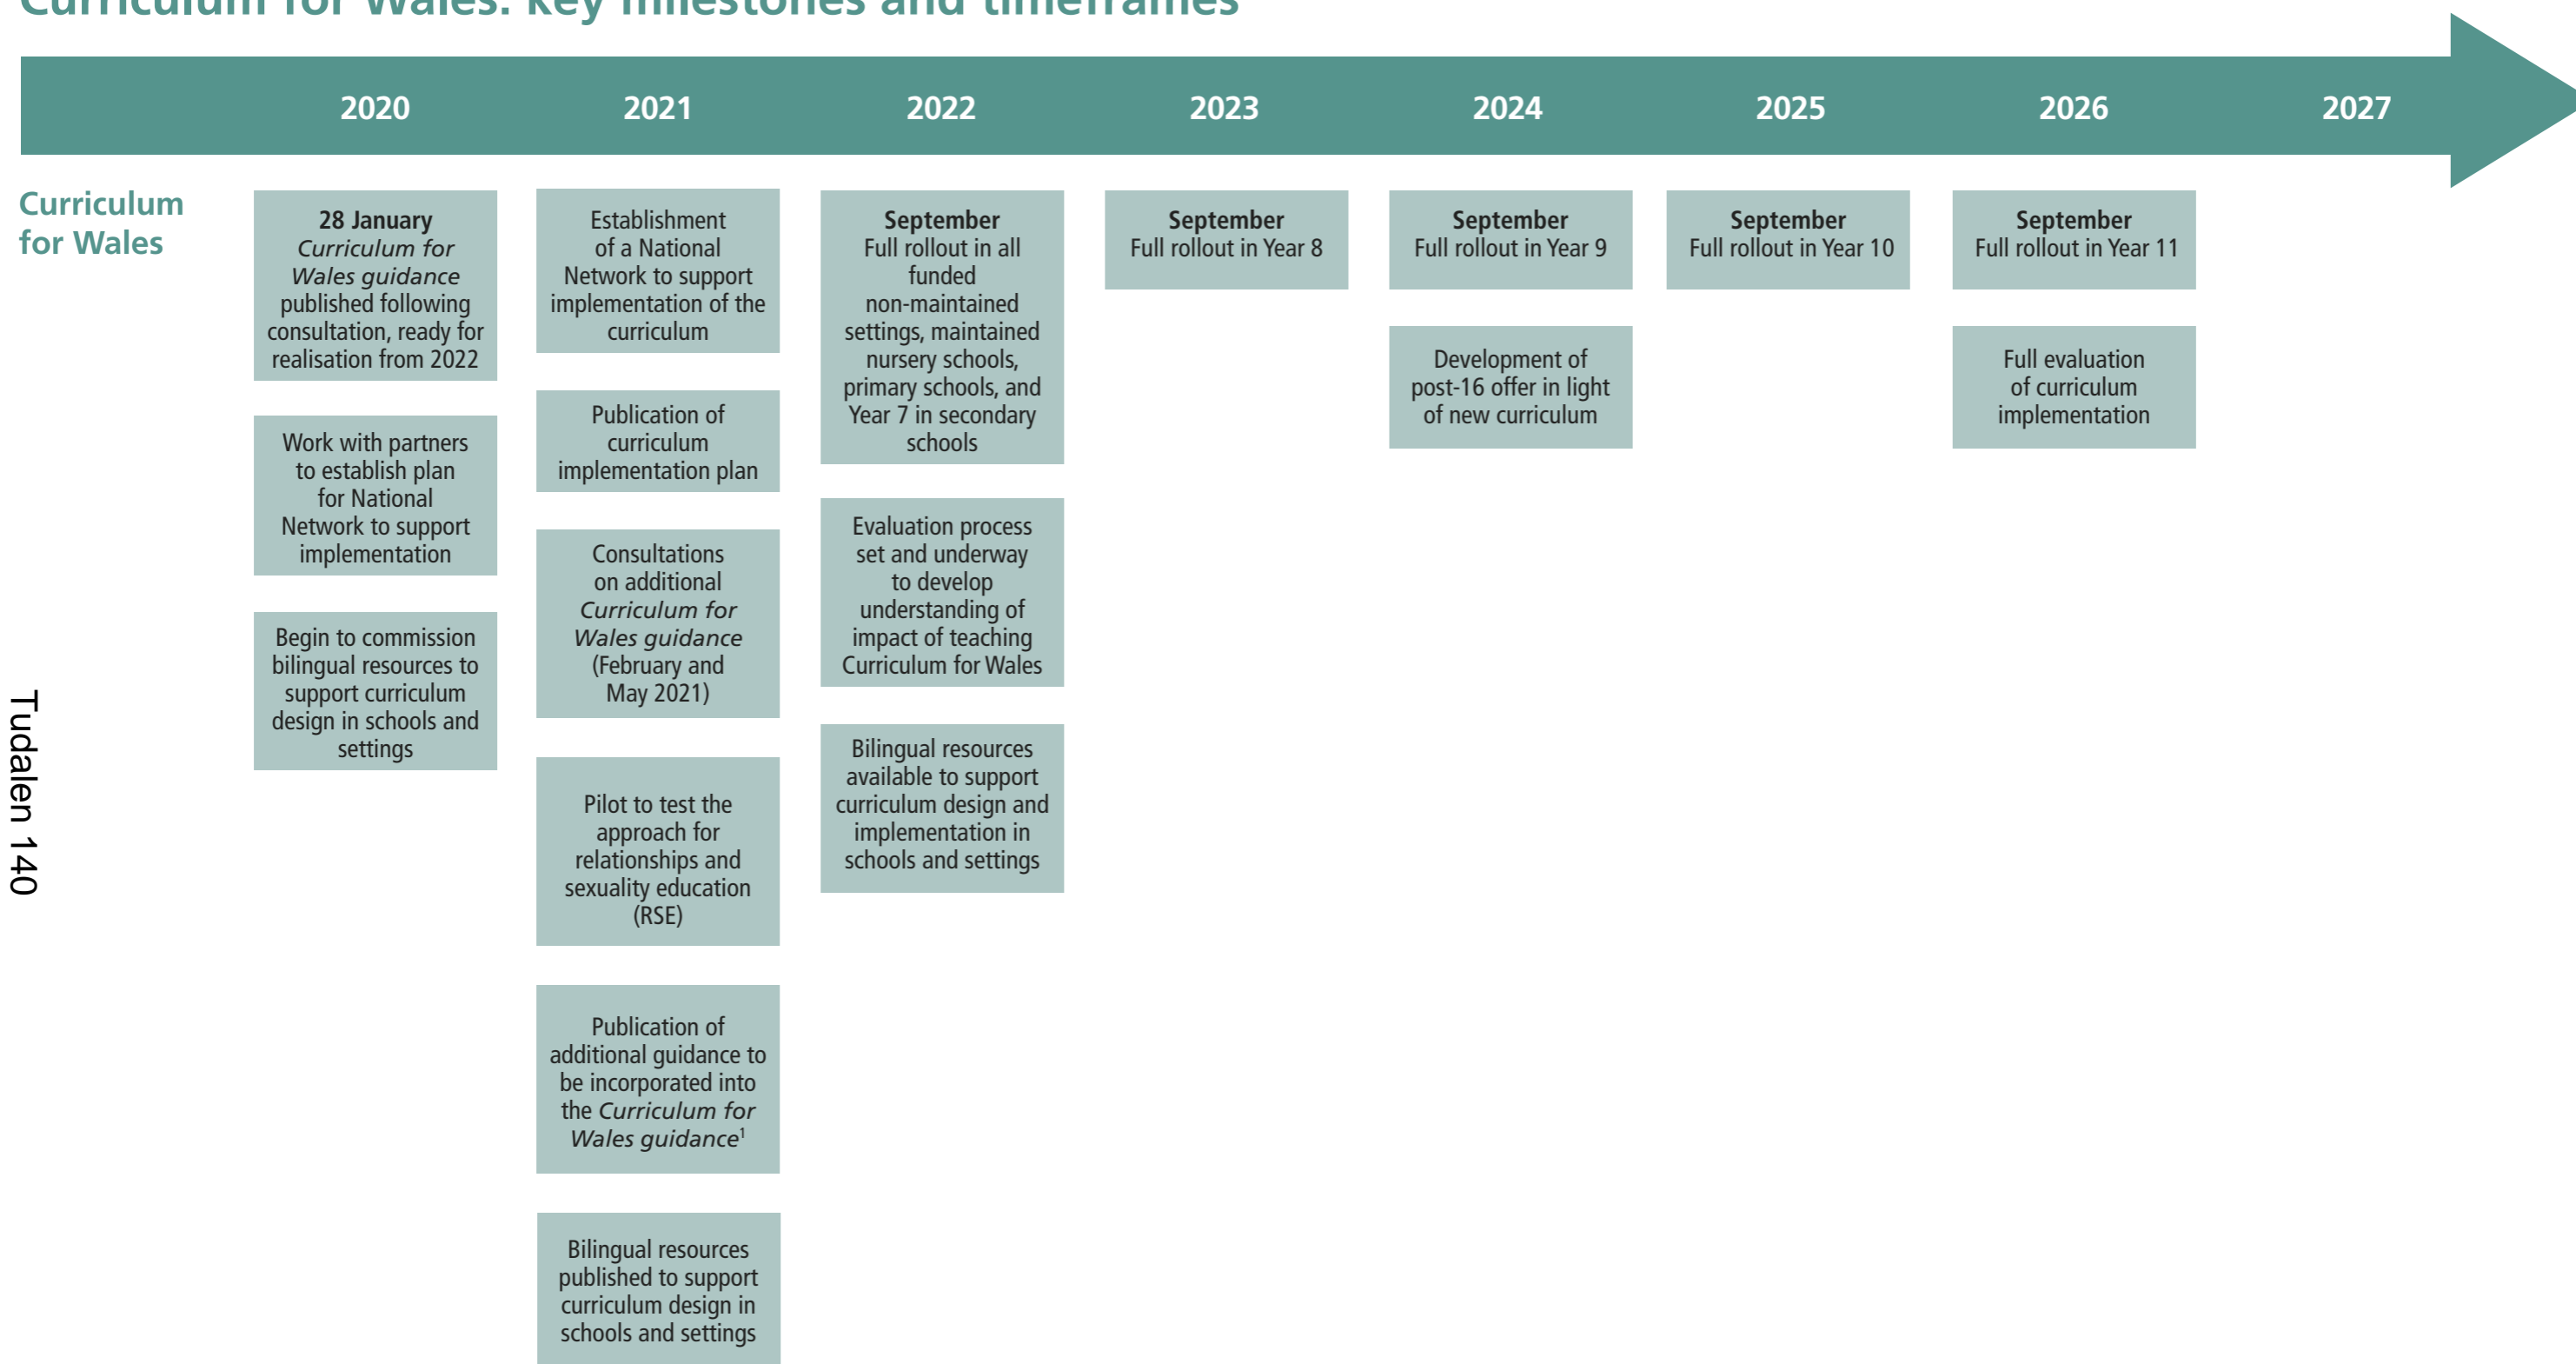 Curriculum for Wales: key milestones and timeframes
2020
2021
2022
2023
2024
2025
2026
2027
Curriculum
for Wales
28 January
Curriculum for
Wales guidance
published following
consultation, ready for
realisation from 2022
Work with partners
to establish plan
for National
Network to support
implementation
Begin to commission
bilingual resources to
support curriculum
design in schools and
settings
Establishment
of a National
Network to support
implementation of the
curriculum
Publication of
curriculum
implementation plan
Consultations
on additional
Curriculum for
Wales guidance
(February and
May 2021)
Pilot to test the
approach for
relationships and
sexuality education
(RSE)
Publication of
additional guidance to
be incorporated into
the Curriculum for
Wales guidance¹
Bilingual resources
published to support
curriculum design in
schools and settings
September
Full rollout in all
funded
non-maintained
settings, maintained
nursery schools,
primary schools, and
Year 7 in secondary
schools
Evaluation process
set and underway
to develop
understanding of
impact of teaching
Curriculum for Wales
Bilingual resources
available to support
curriculum design and
implementation in
schools and settings
September
Full rollout in Year 8
September
Full rollout in Year 9
Development of
post-16 offer in light
of new curriculum
September
Full rollout in Year 10
September
Full rollout in Year 11
Full evaluation
of curriculum
implementation
Tudalen 140